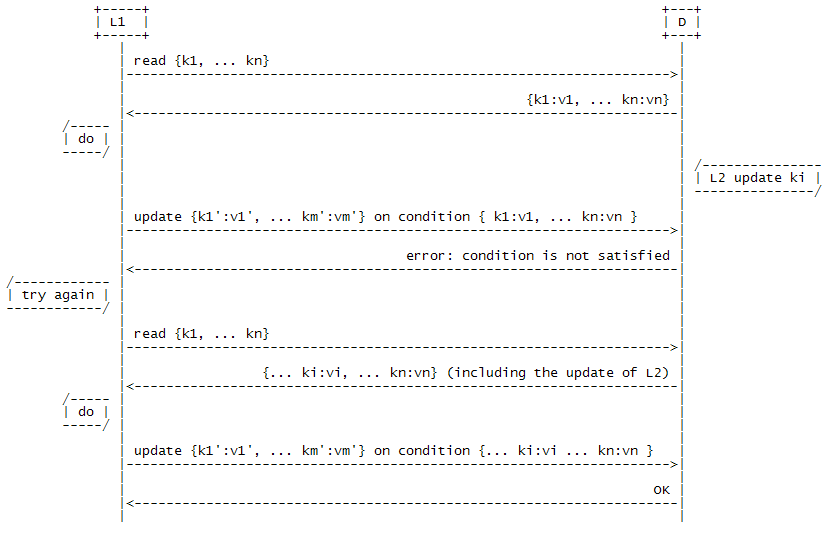 L1 D
read {k1, ... kn}
{k1:v1, ... kn:vn}
do
L2 update ki
update {k1':v1', ... km':vm'} on condition { k1:v1, ... kn:vn }
error: condition is not satisfied
try again
read {k1, ... kn}
{... ki:vi, ... kn:vn} (including the update of L2)
do
update {k1':v1', ... km':vm'} on condition {... ki:vi ... kn:vn }
OK